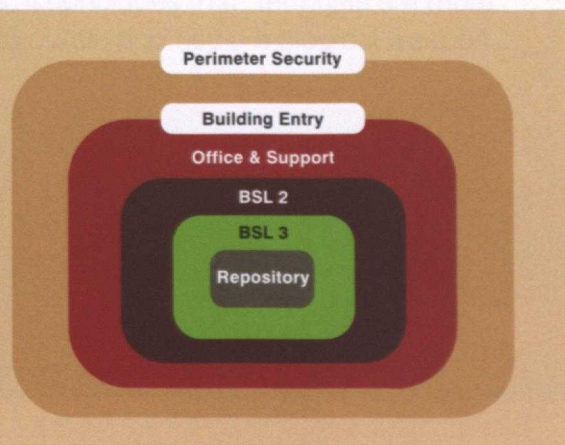 Perimeter Security
Building Entry
Office & Support
BSL 2
BSL 3
Repository